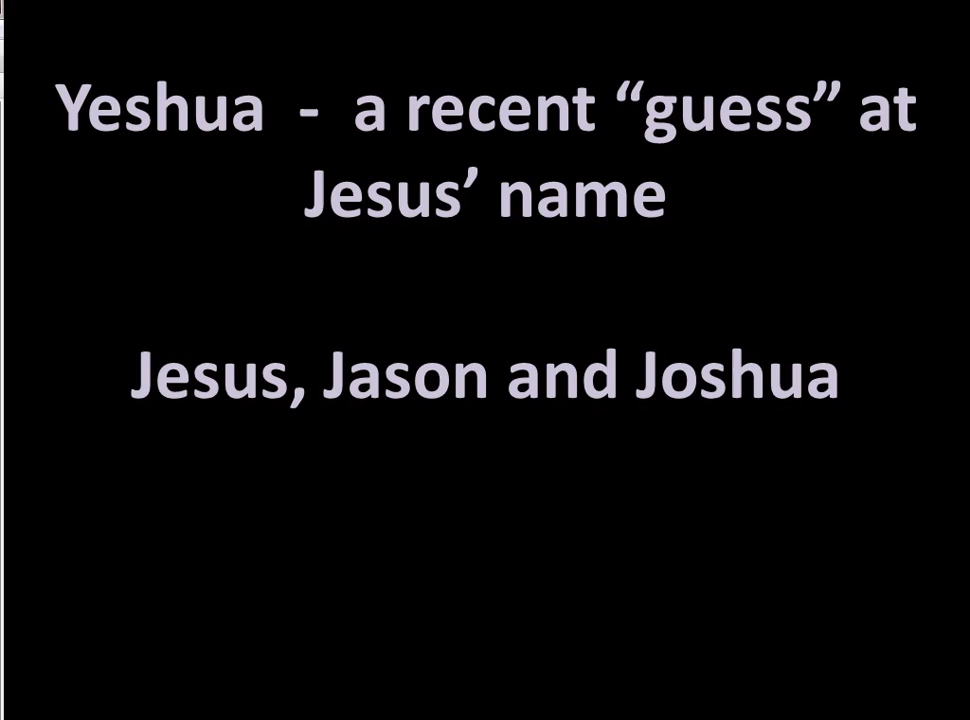 Yeshua  -  a recent “guess” at
Jesus’ name
Jesus, Jason and Joshua